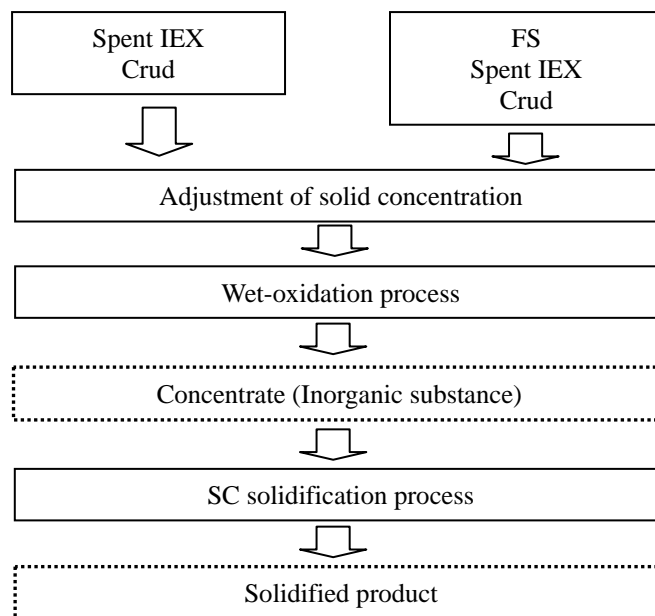 Spent IEX
Crud
FS
Spent IEX
Crud
Adjustment of solid concentration
Wet-oxidation process
Concentrate (Inorganic substance)
SC solidification process
Solidified product